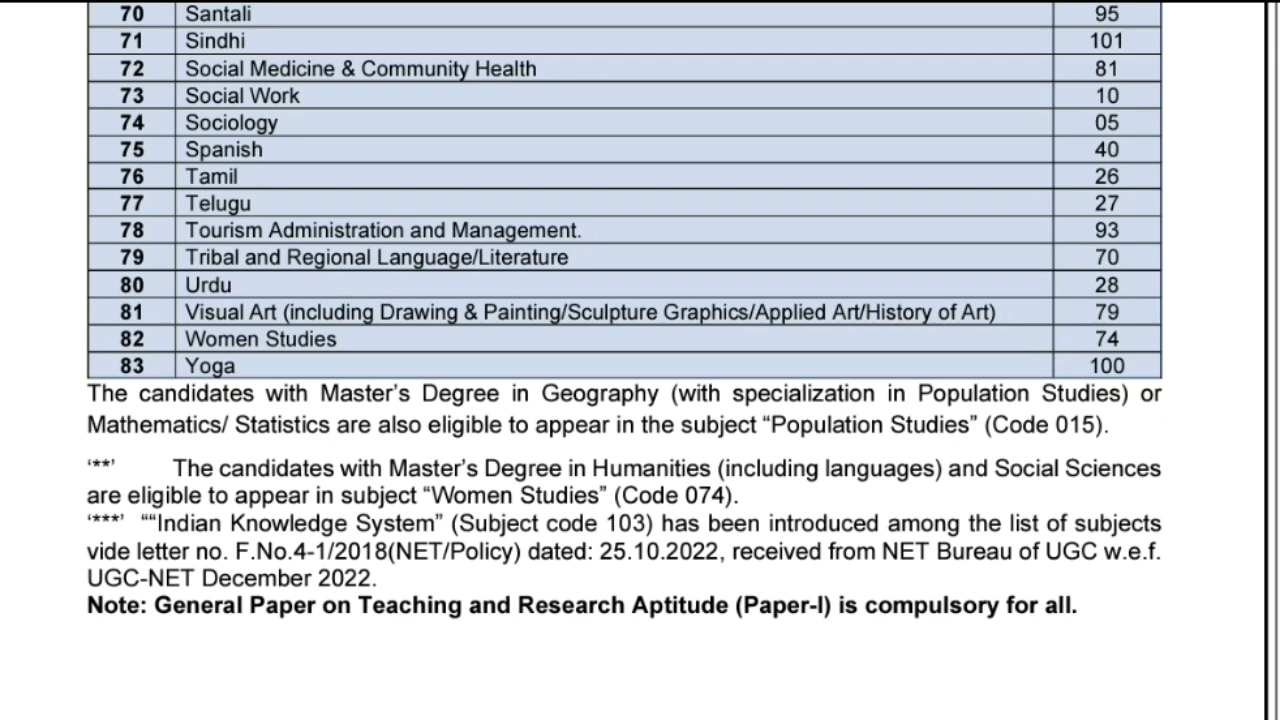 70 Santali 95
71 Sindhi 101
72 Social Medicine & Community Health 81
73 Social Work 10
74 Sociology 05
75 Spanish 40
76 Tamil 26
77 Telugu 27
78 Tourism Administration and Management. 93
79 Tribal and Regional Language/Literature 70
80 Urdu 28
81 Visual Art (including Drawing & Painting/Sculpture Graphics/Applied Art/History of Art) 79
82 Women Studies 74
83 Yoga 100
The candidates with Master’s Degree in Geography (with specialization in Population Studies) or
Mathematics/ Statistics are also eligible to appear in the subject “Population Studies” (Code 015).
‘**’ The candidates with Master’s Degree in Humanities (including languages) and Social Sciences
are eligible to appear in subject “Women Studies” (Code 074).
‘***’ ““Indian Knowledge System” (Subject code 103) has been introduced among the list of subjects
vide letter no. F.No.4-1/2018(NET/Policy) dated: 25.10.2022, received from NET Bureau of UGC w.e.f.
UGC-NET December 2022.
Note: General Paper on Teaching and Research Aptitude (Paper-I) is compulsory for all.